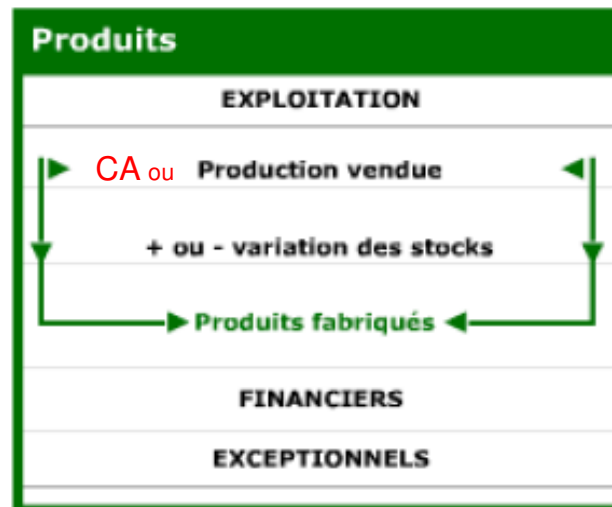 Produits
EXPLOITATION
CA ou Production vendue
+ ou - variation des stocks
Produits fabriqués
FINANCIERS
EXCEPTIONNELS